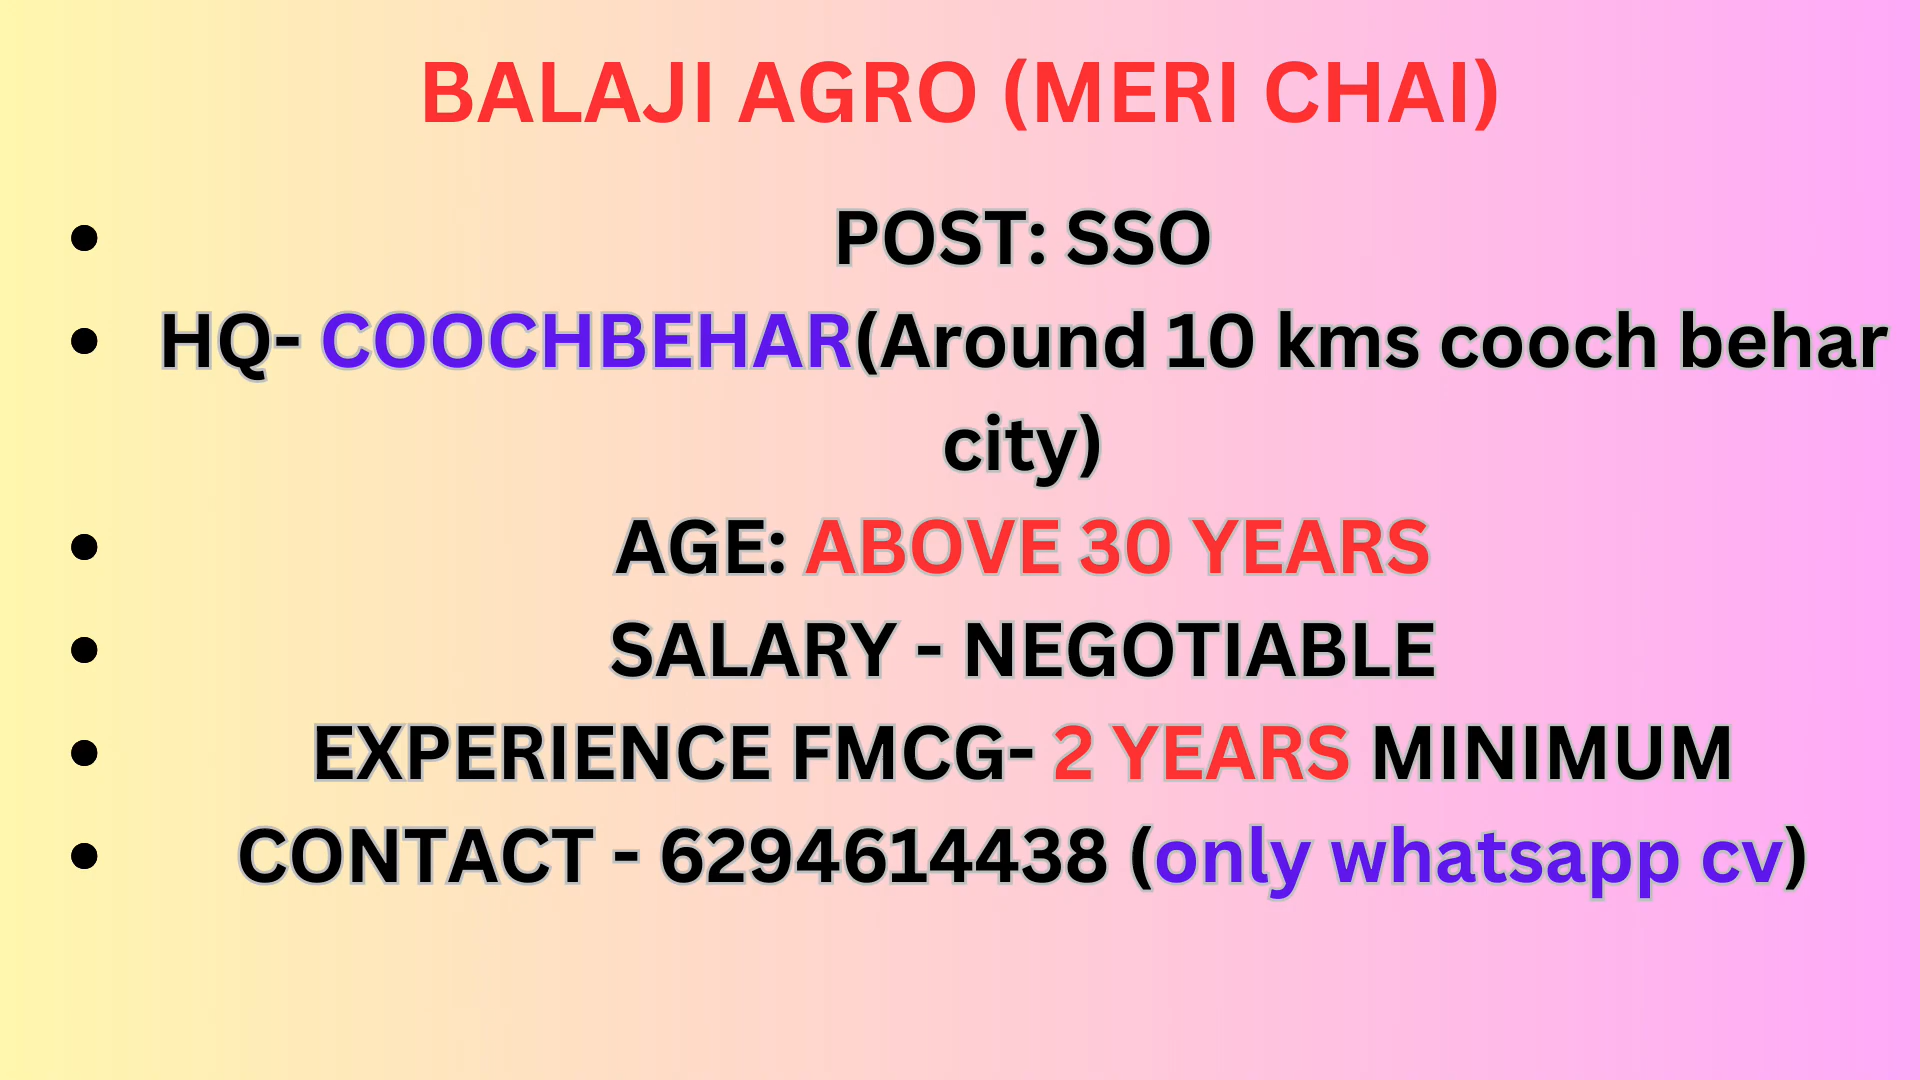 BALAJI AGRO (MERI CHAI)
• POST: SSO
• HQ- COOCHBEHAR(Around 10 kms cooch behar
city)
• AGE: ABOVE 30 YEARS
• SALARY - NEGOTIABLE
• EXPERIENCE FMCG- 2 YEARS MINIMUM
• CONTACT - 6294614438 (only whatsapp cv)